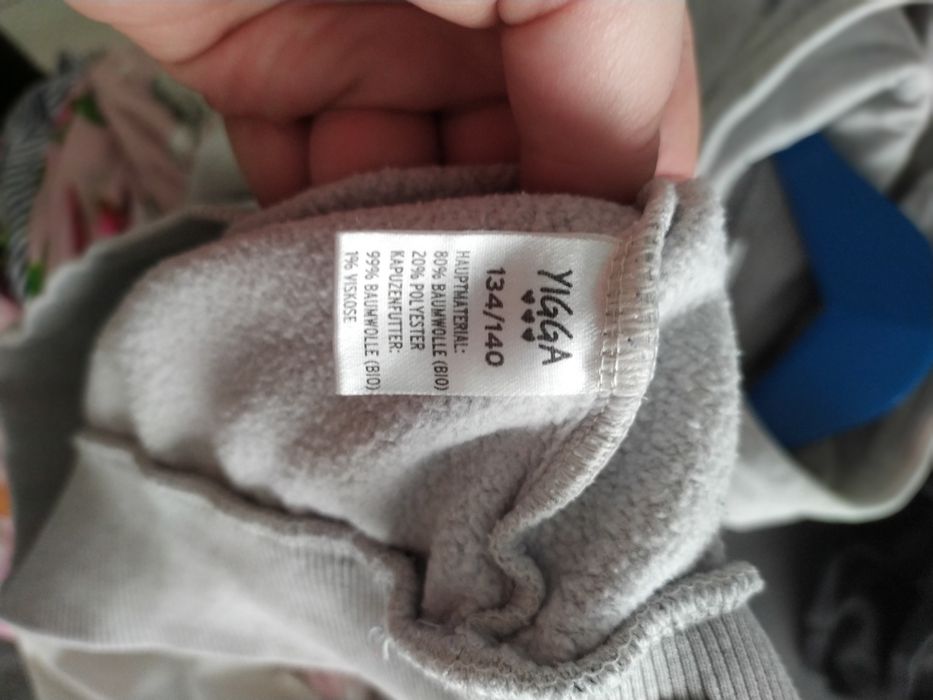 YIGGA
♥♥♥
134/140
HAUPTMATERIAL:
80% BAUMWOLLE (BIO)
20% POLYESTER
KAPUZENFUTTER:
99% BAUMWOLLE (BIO)
1% VISKOSE